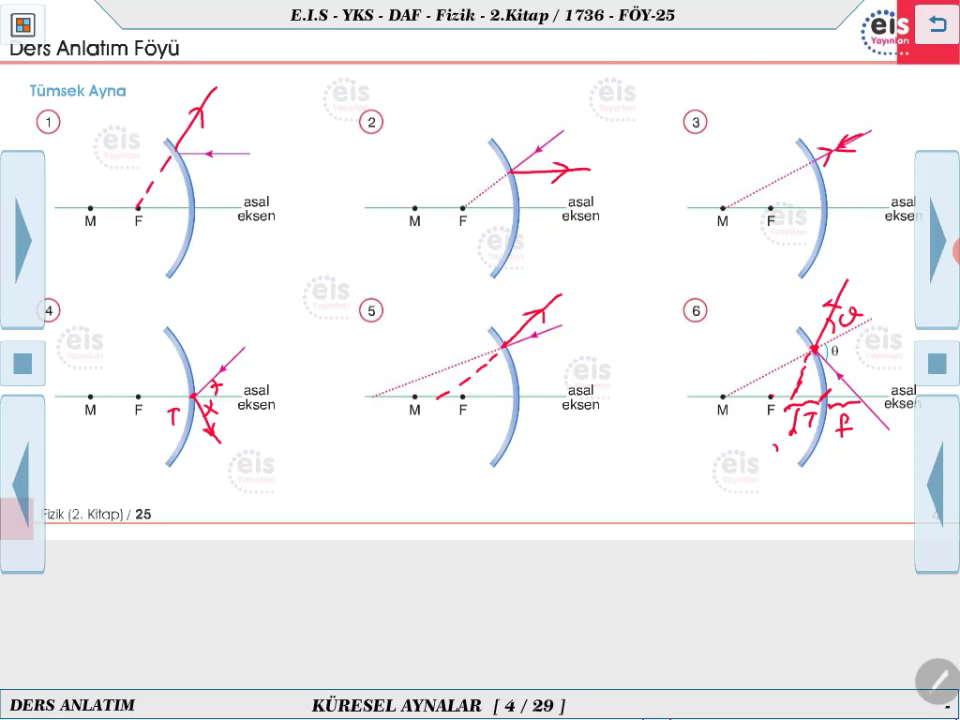 E.I.S - YKS - DAF - Fizik - 2.Kitap / 1736 - FÖY-25
eis
Yayınları
Ders Anlatım Föyü
Tümsek Ayna
1
M F asal eksen
2
M F asal eksen
3
M F asal eksen
4
M F asal eksen
T x x
5
M F asal eksen
6
M F asal eksen
θ
T f
Fizik (2. Kitap) / 25
DERS ANLATIM
KÜRESEL AYNALAR [ 4 / 29 ]